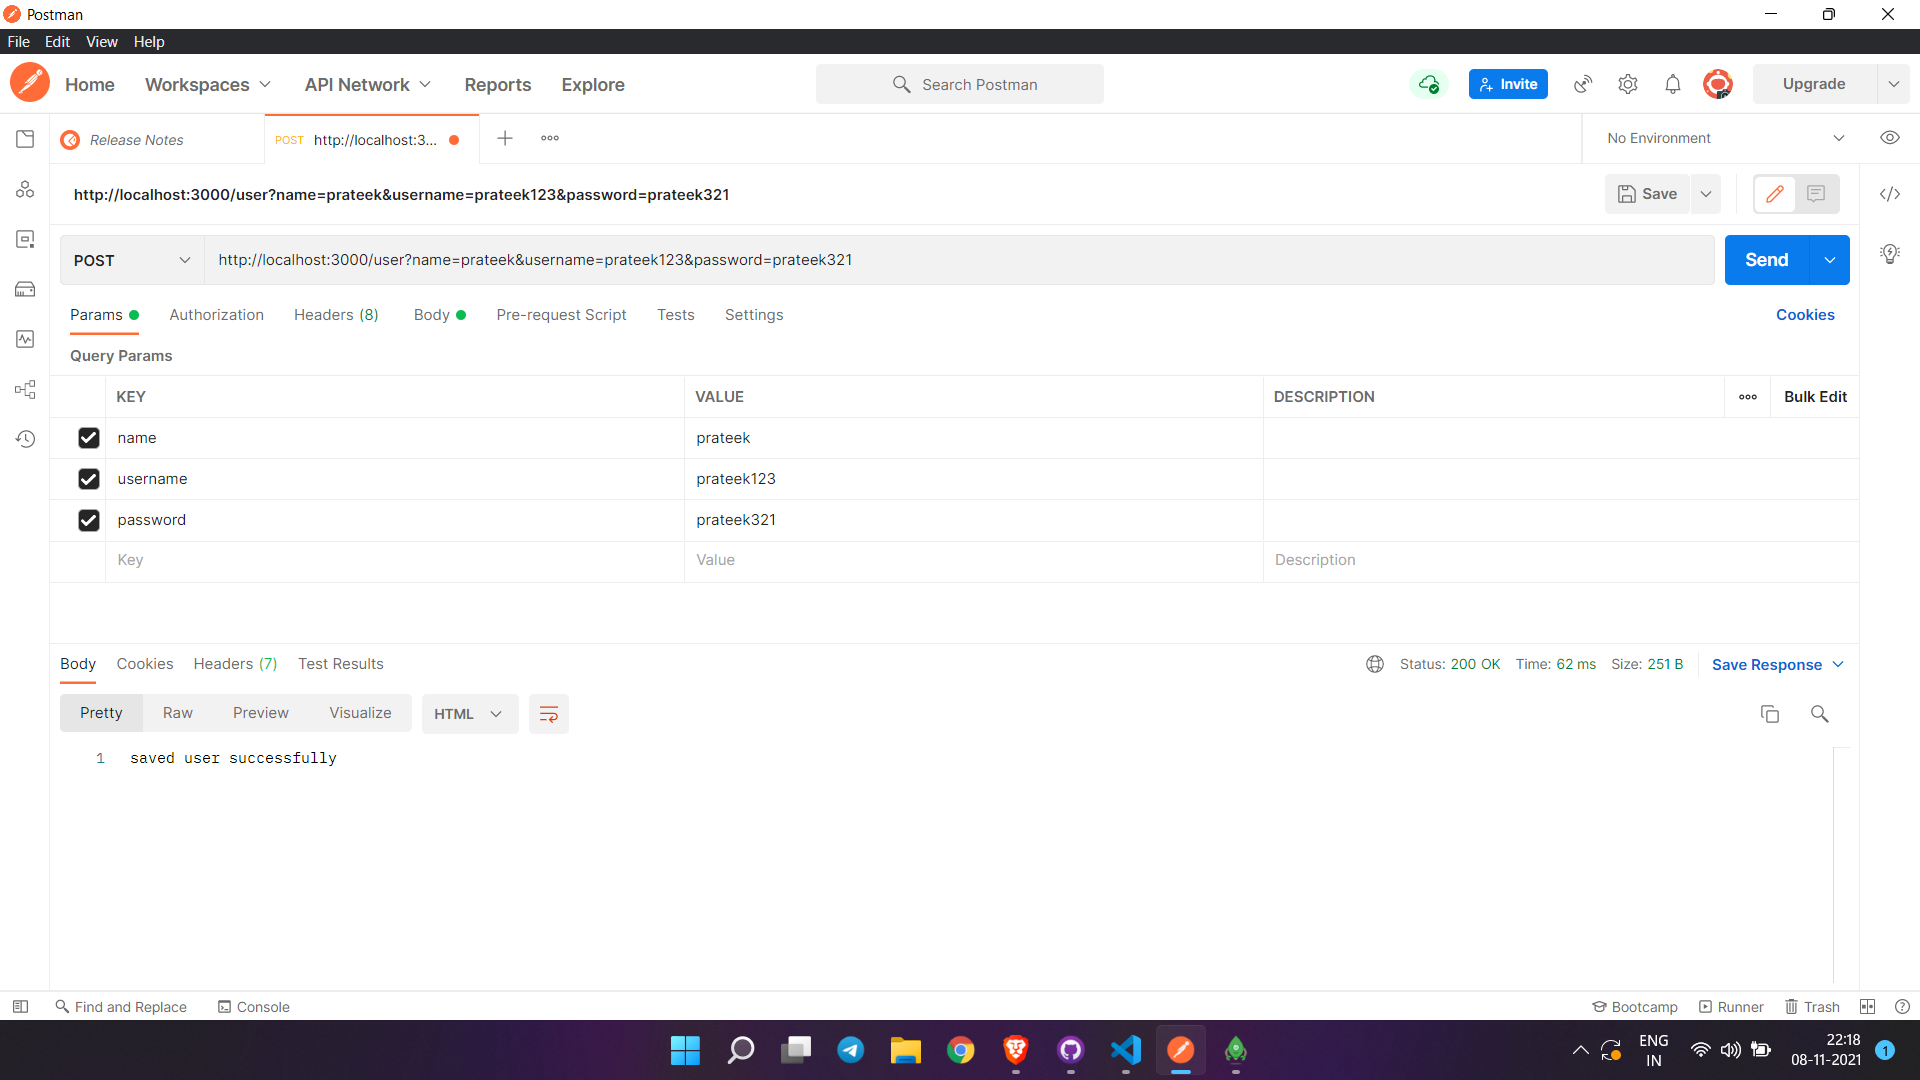 Postman
File Edit View Help
Home Workspaces API Network Reports Explore Search Postman Invite Upgrade
Release Notes POST http://localhost:3... No Environment
http://localhost:3000/user?name=prateek&username=prateek123&password=prateek321 Save
POST http://localhost:3000/user?name=prateek&username=prateek123&password=prateek321 Send
Params Authorization Headers (8) Body Pre-request Script Tests Settings Cookies
Query Params
KEY VALUE DESCRIPTION Bulk Edit
name prateek
username prateek123
password prateek321
Key Value Description
Body Cookies Headers (7) Test Results Status: 200 OK Time: 62 ms Size: 251 B Save Response
Pretty Raw Preview Visualize HTML
1 saved user successfully
Find and Replace Console Bootcamp Runner Trash
ENG 22:18
IN 08-11-2021 1